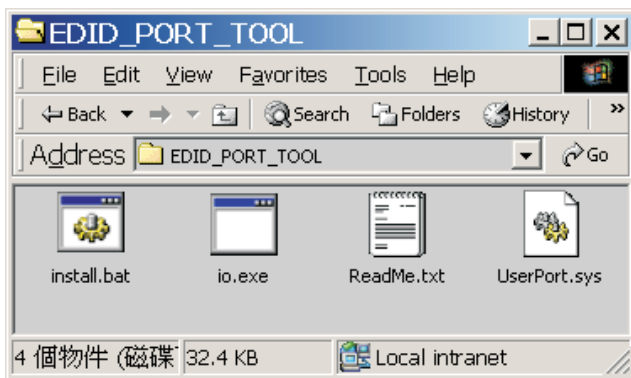 EDID_PORT_TOOL
File Edit View Favorites Tools Help
Back Search Folders History »
Address EDID_PORT_TOOL Go
install.bat io.exe ReadMe.txt UserPort.sys
4 個物件 (磁碟 32.4 KB Local intranet